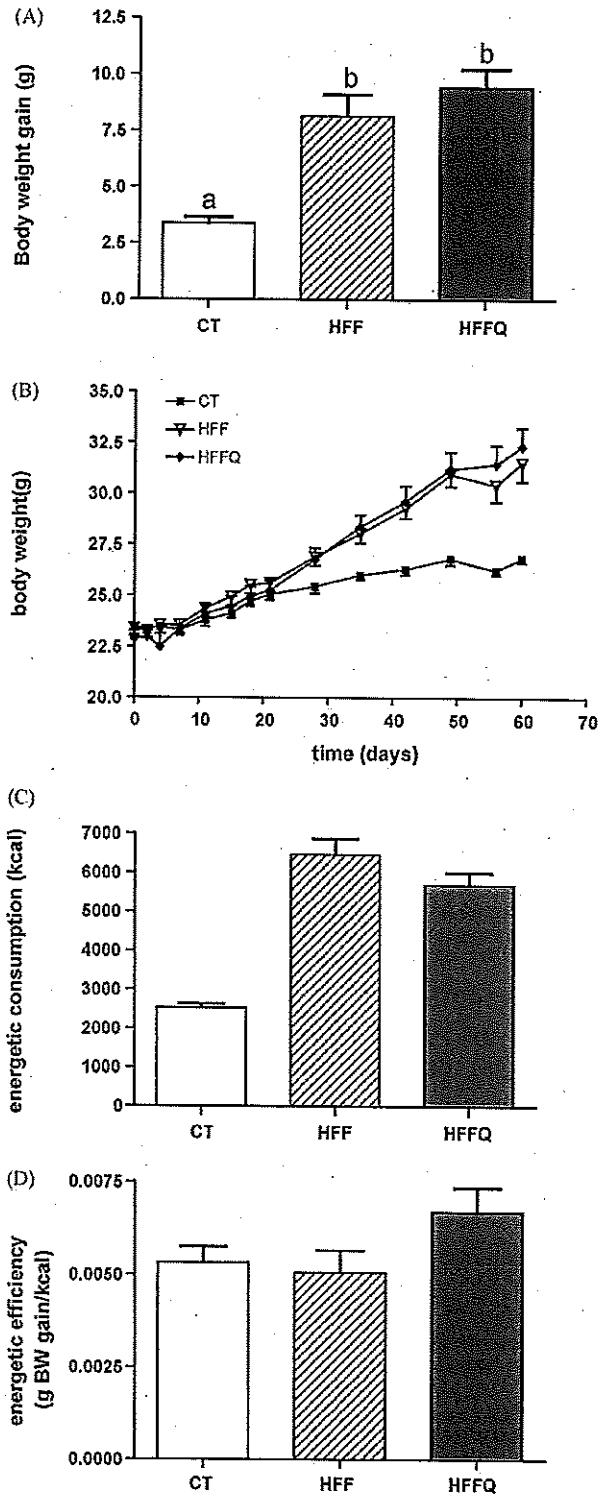 (A)
Body weight gain (g)
12.5
10.0
7.5
5.0
2.5
0.0
a
b
b
CT
HFF
HFFQ
(B)
body weight(g)
35.0
32.5
30.0
27.5
25.0
22.5
20.0
CT
HFF
HFFQ
0
10
20
30
40
50
60
70
time (days)
(C)
energetic consumption (kcal)
7000
6000
5000
4000
3000
2000
1000
0
CT
HFF
HFFQ
(D)
energetic efficiency
(g BW gain/kcal)
0.0075
0.0050
0.0025
0.0000
CT
HFF
HFFQ